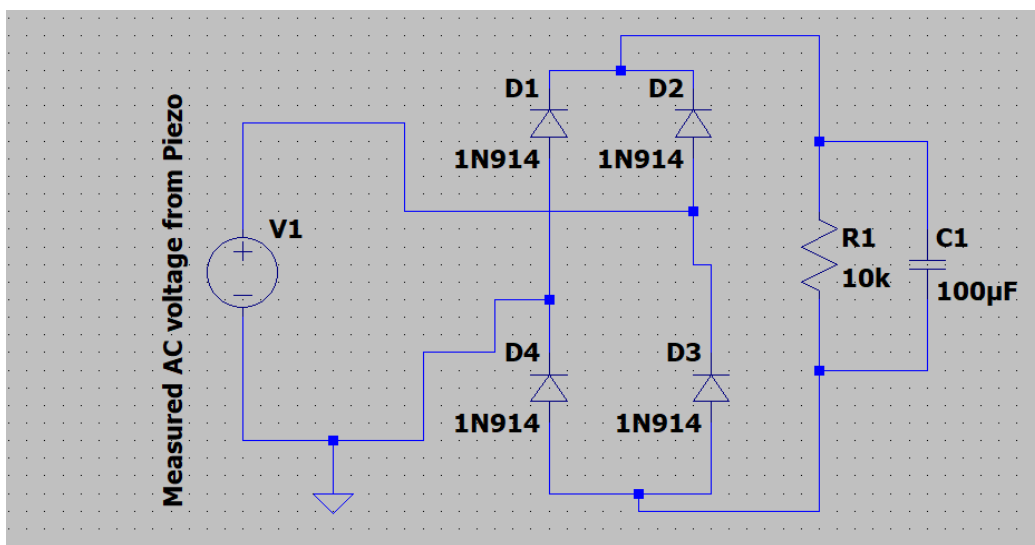 Measured AC voltage from Piezo
V1
+
−
D1
1N914
D2
1N914
D4
1N914
D3
1N914
R1
10k
C1
100µF